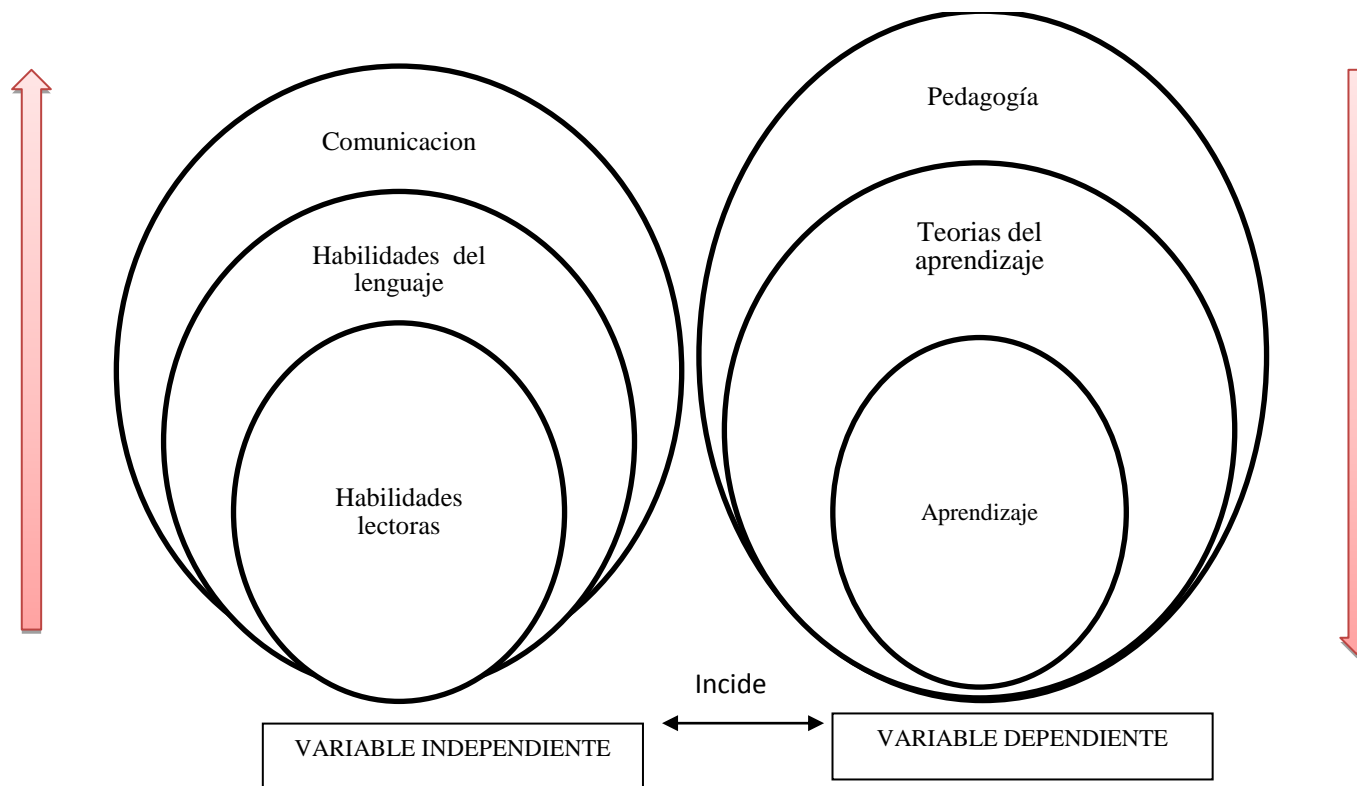 Comunicacion
Habilidades del
lenguaje
Habilidades
lectoras
Pedagogía
Teorias del
aprendizaje
Aprendizaje
Incide
VARIABLE INDEPENDIENTE
VARIABLE DEPENDIENTE